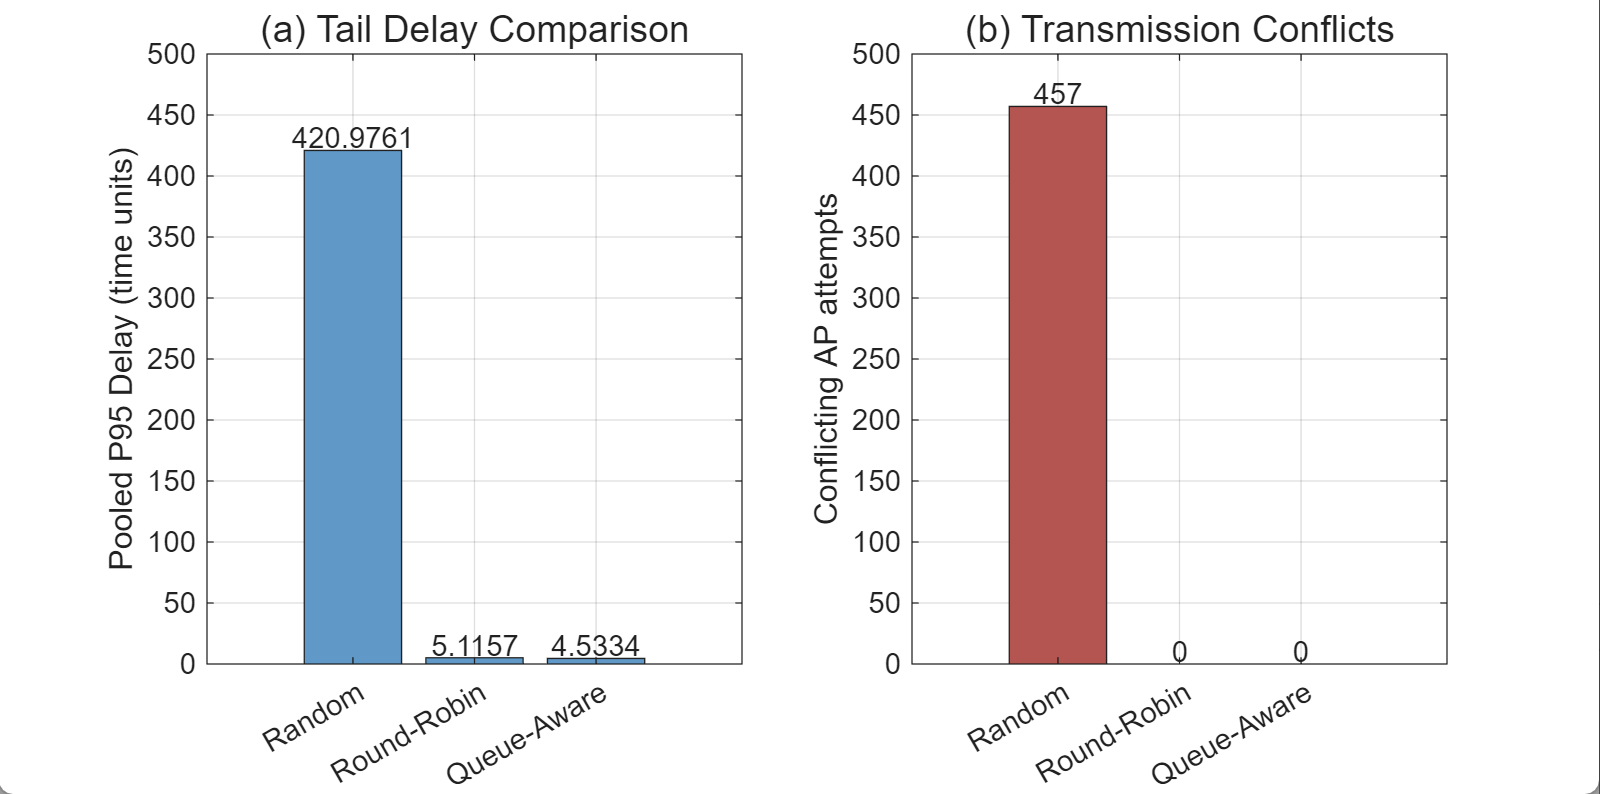 (a) Tail Delay Comparison
Pooled P95 Delay (time units)
500
450
400
350
300
250
200
150
100
50
0
420.9761
5.1157
4.5334
Random
Round-Robin
Queue-Aware
(b) Transmission Conflicts
Conflicting AP attempts
500
450
400
350
300
250
200
150
100
50
0
457
0
0
Random
Round-Robin
Queue-Aware